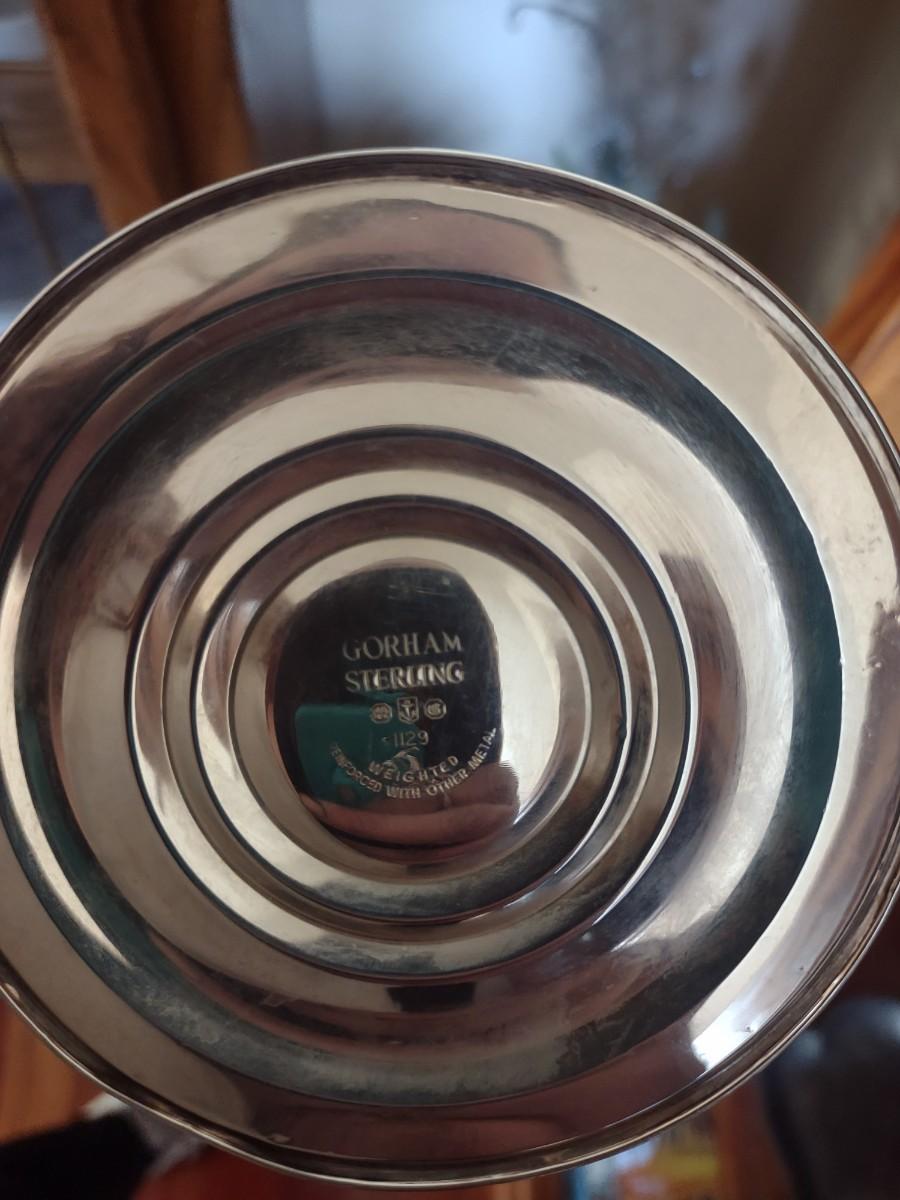 GORHAM
STERLING
1129
WEIGHTED
REINFORCED WITH OTHER METAL